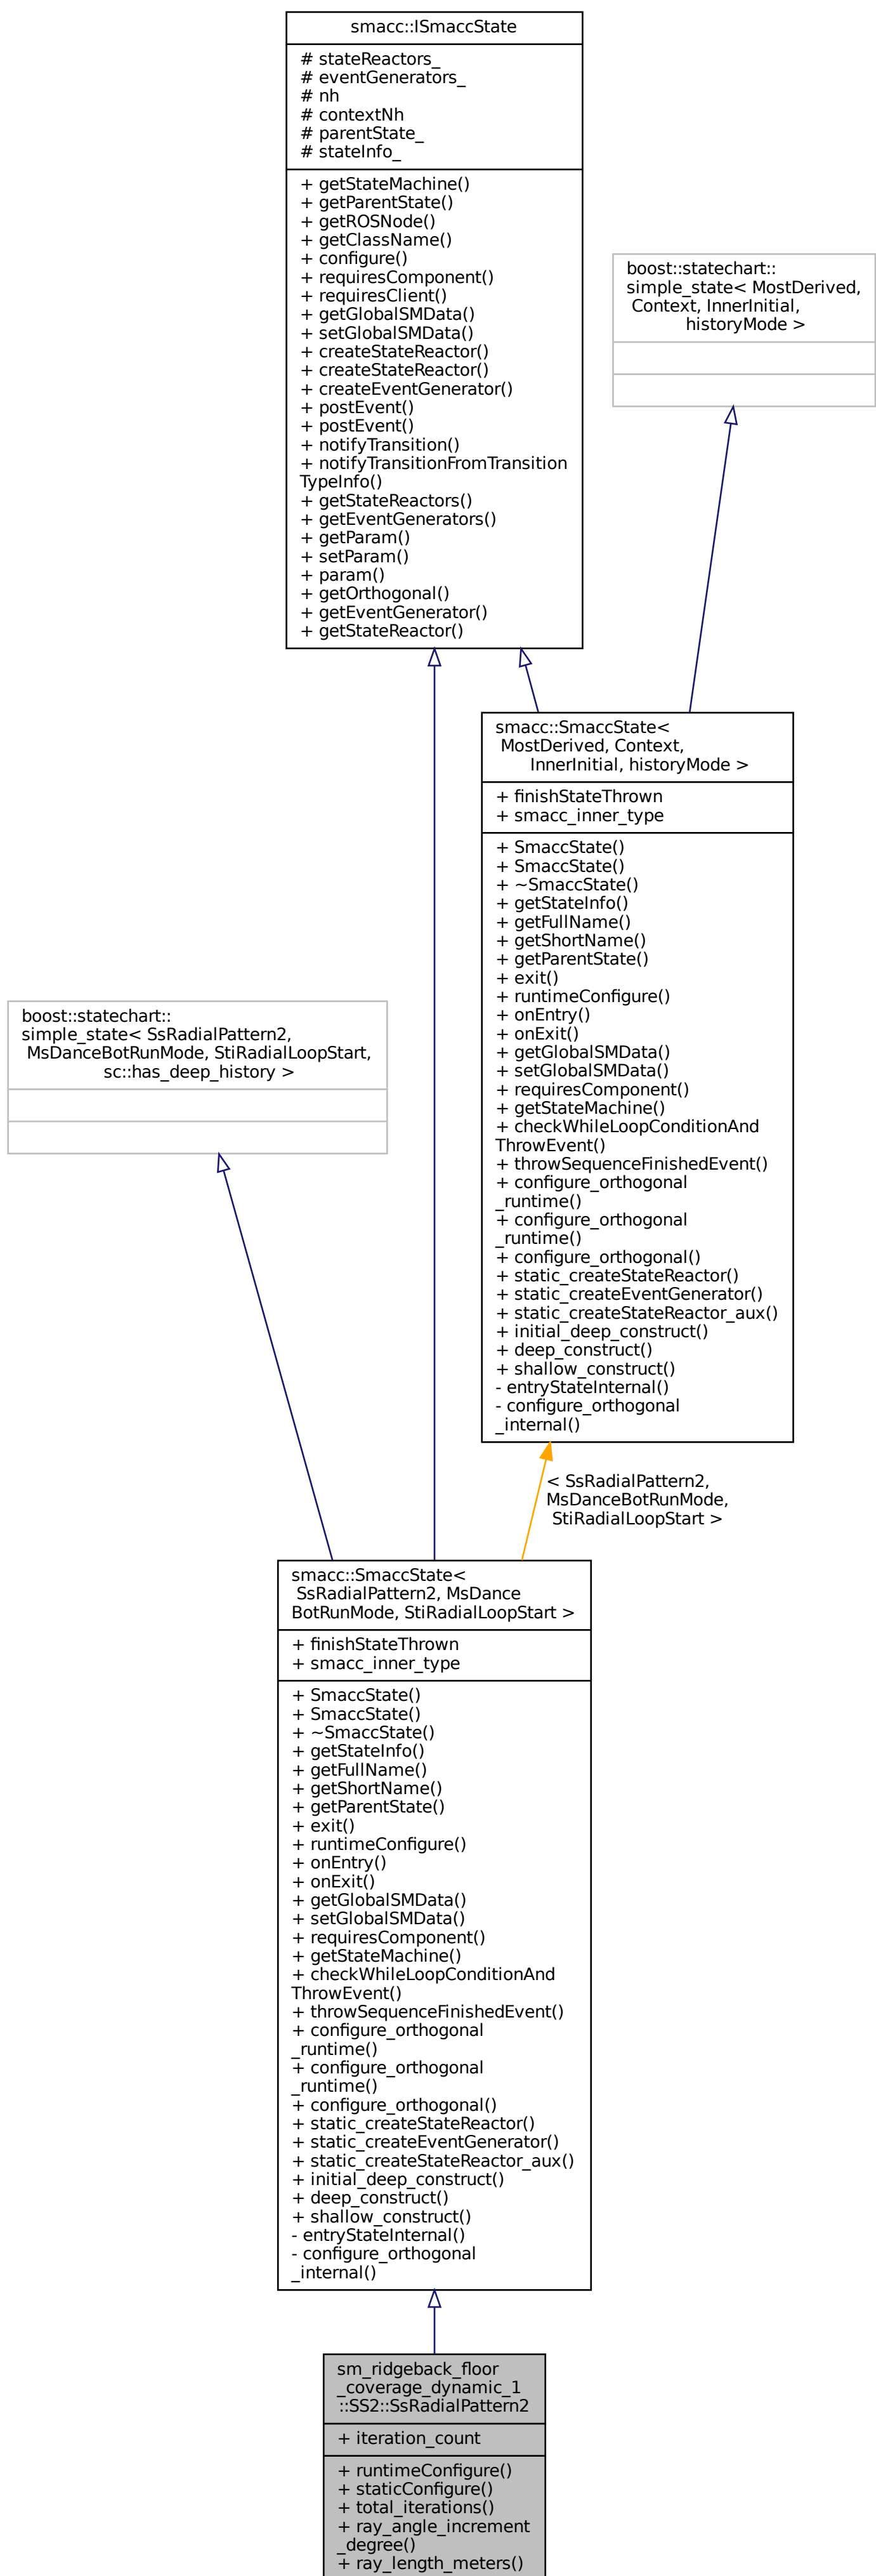 smacc::ISmaccState
# stateReactors_
# eventGenerators_
# nh
# contextNh
# parentState_
# stateInfo_
+ getStateMachine()
+ getParentState()
+ getROSNode()
+ getClassName()
+ configure()
+ requiresComponent()
+ requiresClient()
+ getGlobalSMData()
+ setGlobalSMData()
+ createStateReactor()
+ createStateReactor()
+ createEventGenerator()
+ postEvent()
+ postEvent()
+ notifyTransition()
+ notifyTransitionFromTransition
TypeInfo()
+ getStateReactors()
+ getEventGenerators()
+ getParam()
+ setParam()
+ param()
+ getOrthogonal()
+ getEventGenerator()
+ getStateReactor()
boost::statechart::
simple_state< MostDerived,
Context, InnerInitial,
historyMode >
smacc::SmaccState<
MostDerived, Context,
InnerInitial, historyMode >
+ finishStateThrown
+ smacc_inner_type
+ SmaccState()
+ SmaccState()
+ ~SmaccState()
+ getStateInfo()
+ getFullName()
+ getShortName()
+ getParentState()
+ exit()
+ runtimeConfigure()
+ onEntry()
+ onExit()
+ getGlobalSMData()
+ setGlobalSMData()
+ requiresComponent()
+ getStateMachine()
+ checkWhileLoopConditionAnd
ThrowEvent()
+ throwSequenceFinishedEvent()
+ configure_orthogonal
_runtime()
+ configure_orthogonal
_runtime()
+ configure_orthogonal()
+ static_createStateReactor()
+ static_createEventGenerator()
+ static_createStateReactor_aux()
+ initial_deep_construct()
+ deep_construct()
+ shallow_construct()
- entryStateInternal()
- configure_orthogonal
_internal()
boost::statechart::
simple_state< SsRadialPattern2,
MsDanceBotRunMode, StiRadialLoopStart,
sc::has_deep_history >
< SsRadialPattern2,
MsDanceBotRunMode,
StiRadialLoopStart >
smacc::SmaccState<
SsRadialPattern2, MsDance
BotRunMode, StiRadialLoopStart >
+ finishStateThrown
+ smacc_inner_type
+ SmaccState()
+ SmaccState()
+ ~SmaccState()
+ getStateInfo()
+ getFullName()
+ getShortName()
+ getParentState()
+ exit()
+ runtimeConfigure()
+ onEntry()
+ onExit()
+ getGlobalSMData()
+ setGlobalSMData()
+ requiresComponent()
+ getStateMachine()
+ checkWhileLoopConditionAnd
ThrowEvent()
+ throwSequenceFinishedEvent()
+ configure_orthogonal
_runtime()
+ configure_orthogonal
_runtime()
+ configure_orthogonal()
+ static_createStateReactor()
+ static_createEventGenerator()
+ static_createStateReactor_aux()
+ initial_deep_construct()
+ deep_construct()
+ shallow_construct()
- entryStateInternal()
- configure_orthogonal
_internal()
sm_ridgeback_floor
_coverage_dynamic_1
::SS2::SsRadialPattern2
+ iteration_count
+ runtimeConfigure()
+ staticConfigure()
+ total_iterations()
+ ray_angle_increment
_degree()
+ ray_length_meters()